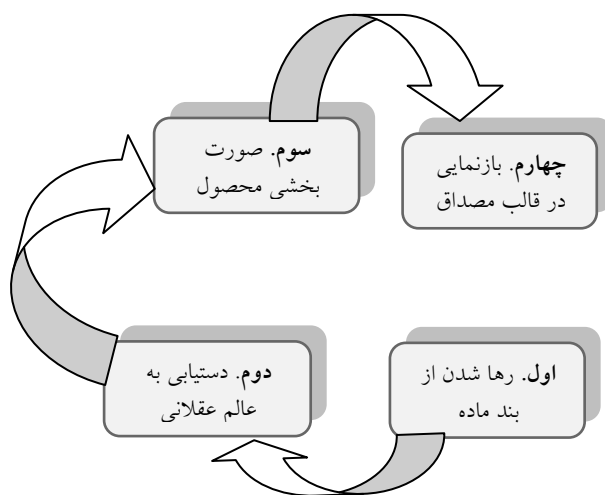 سوم. صورت
بخشی محصول
چهارم. بازنمایی
در قالب مصداق
دوم. دستیابی به
عالم عقلانی
اول. رها شدن از
بند ماده